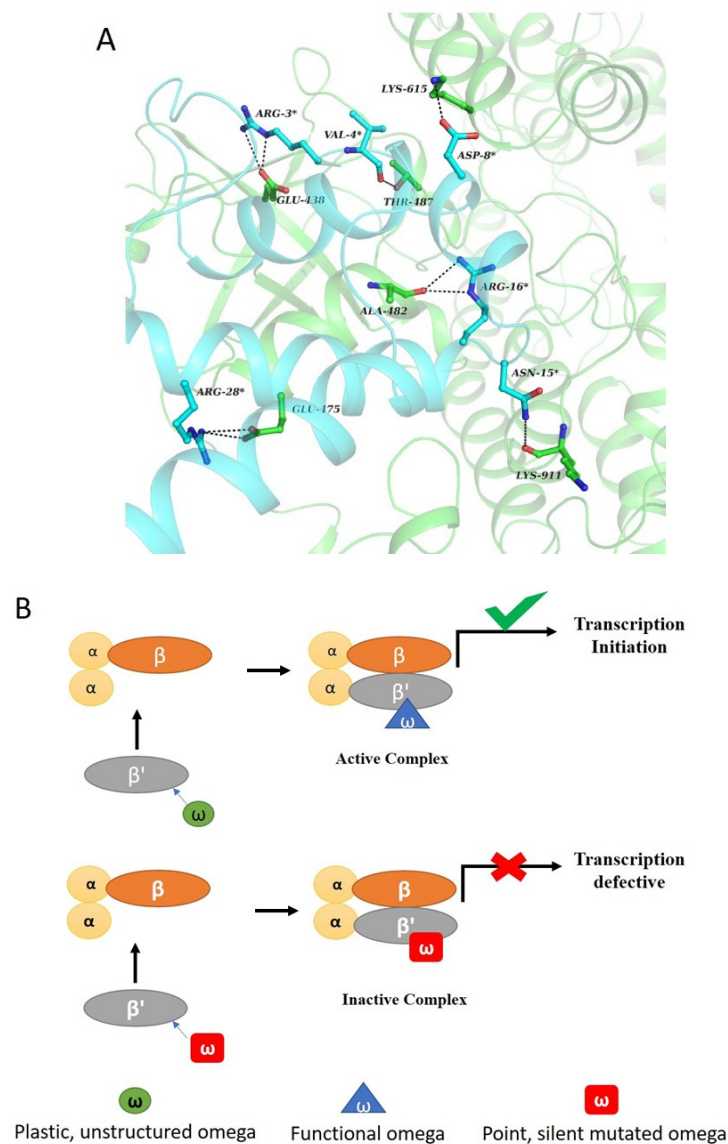 A
LYS-615
ARG-3*
VAL-4*
ASP-8*
GLU-438
THR-487
ARG-16*
ALA-482
ASN-15*
ARG-28*
GLU-475
LYS-911
B
α β
α
β'
ω
α β
α β'
ω
Active Complex
Transcription
Initiation
α β
α
β'
ω
α β
α β'
ω
Inactive Complex
Transcription
defective
ω ω ω
Plastic, unstructured omega Functional omega Point, silent mutated omega